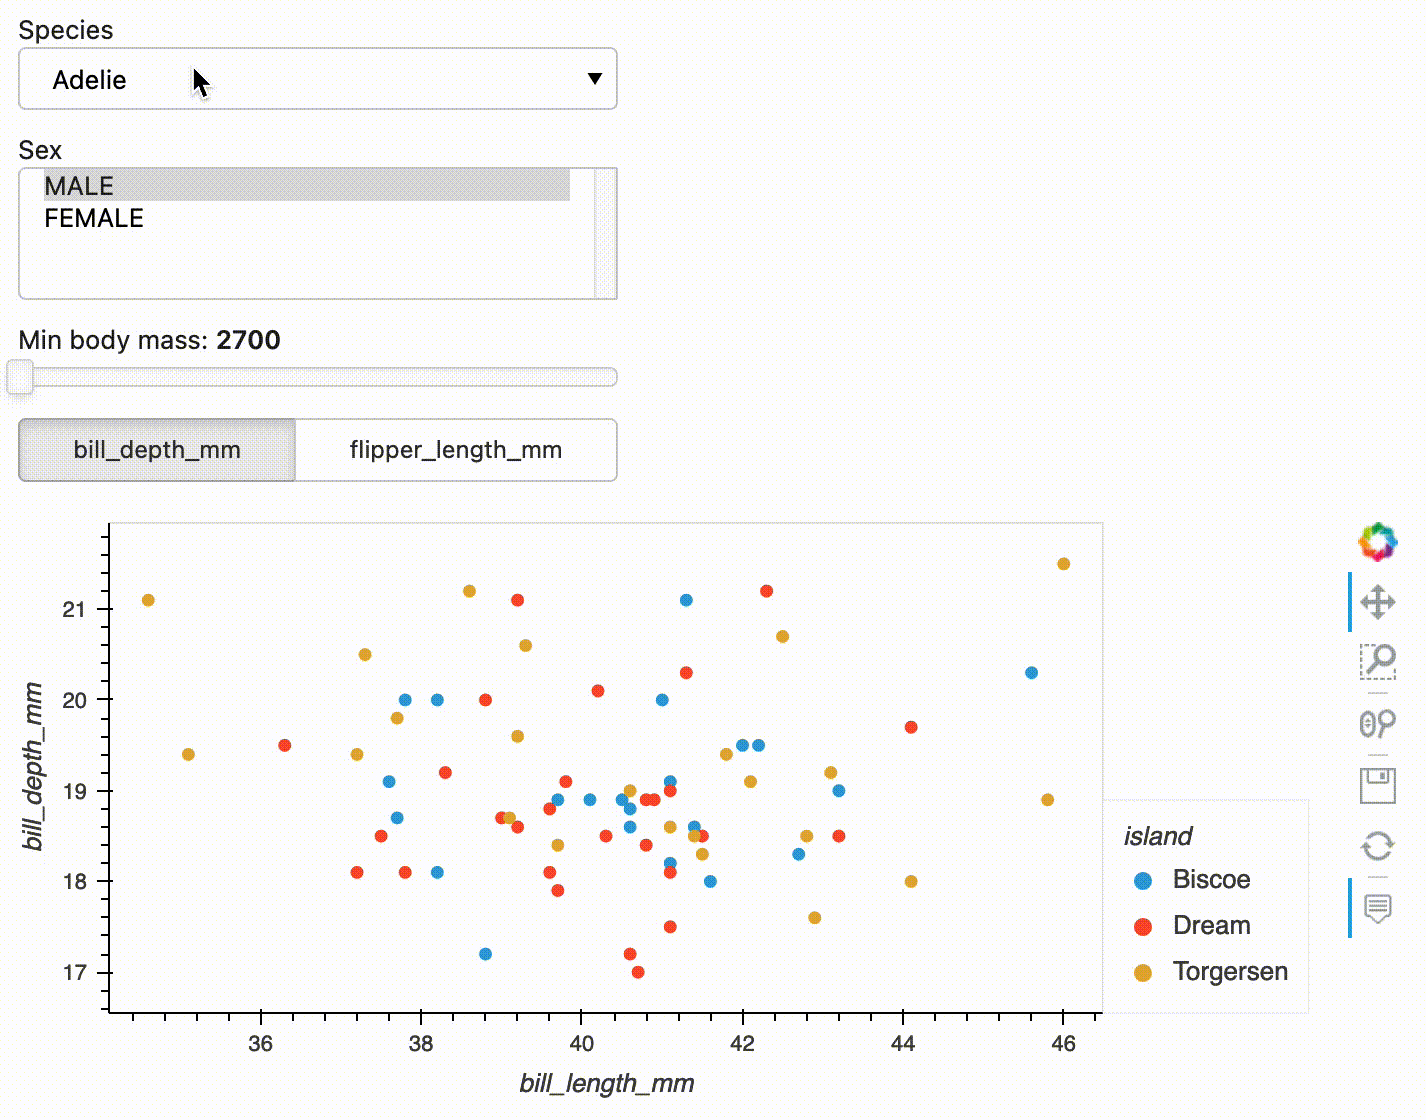 Species
Adelie
Sex
MALE
FEMALE
Min body mass: 2700
bill_depth_mm flipper_length_mm
21
20
19
18
17
bill_depth_mm
36 38 40 42 44 46
bill_length_mm
island
Biscoe
Dream
Torgersen